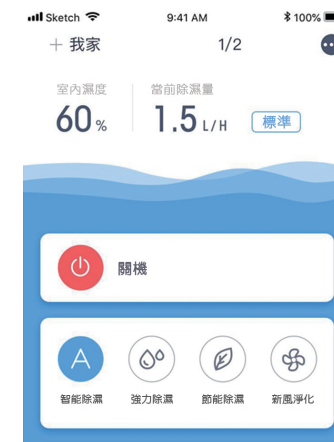 Sketch 9:41 AM 100%
+ 我家 1/2
室內濕度 當前除濕量
60 % 1.5 L/H 標準
關機
A
智能除濕 強力除濕 節能除濕 新風淨化